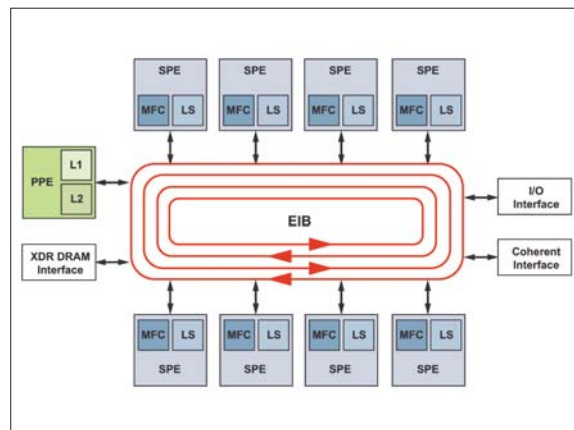 SPE
SPE
SPE
SPE
MFC LS
MFC LS
MFC LS
MFC LS
PPE
L1
L2
EIB
I/O
Interface
XDR DRAM
Interface
Coherent
Interface
MFC LS
MFC LS
MFC LS
MFC LS
SPE
SPE
SPE
SPE